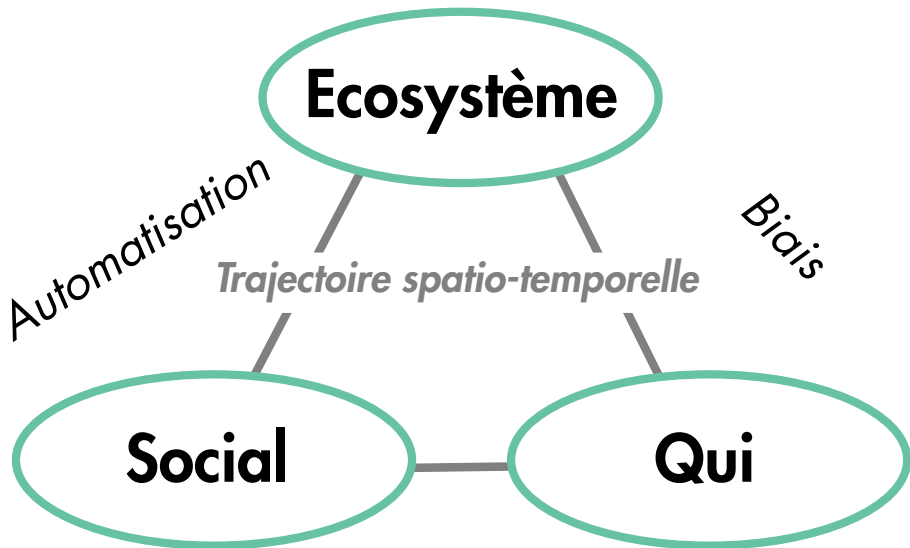 Ecosystème
Automatisation
Biais
Trajectoire spatio-temporelle
Social
Qui